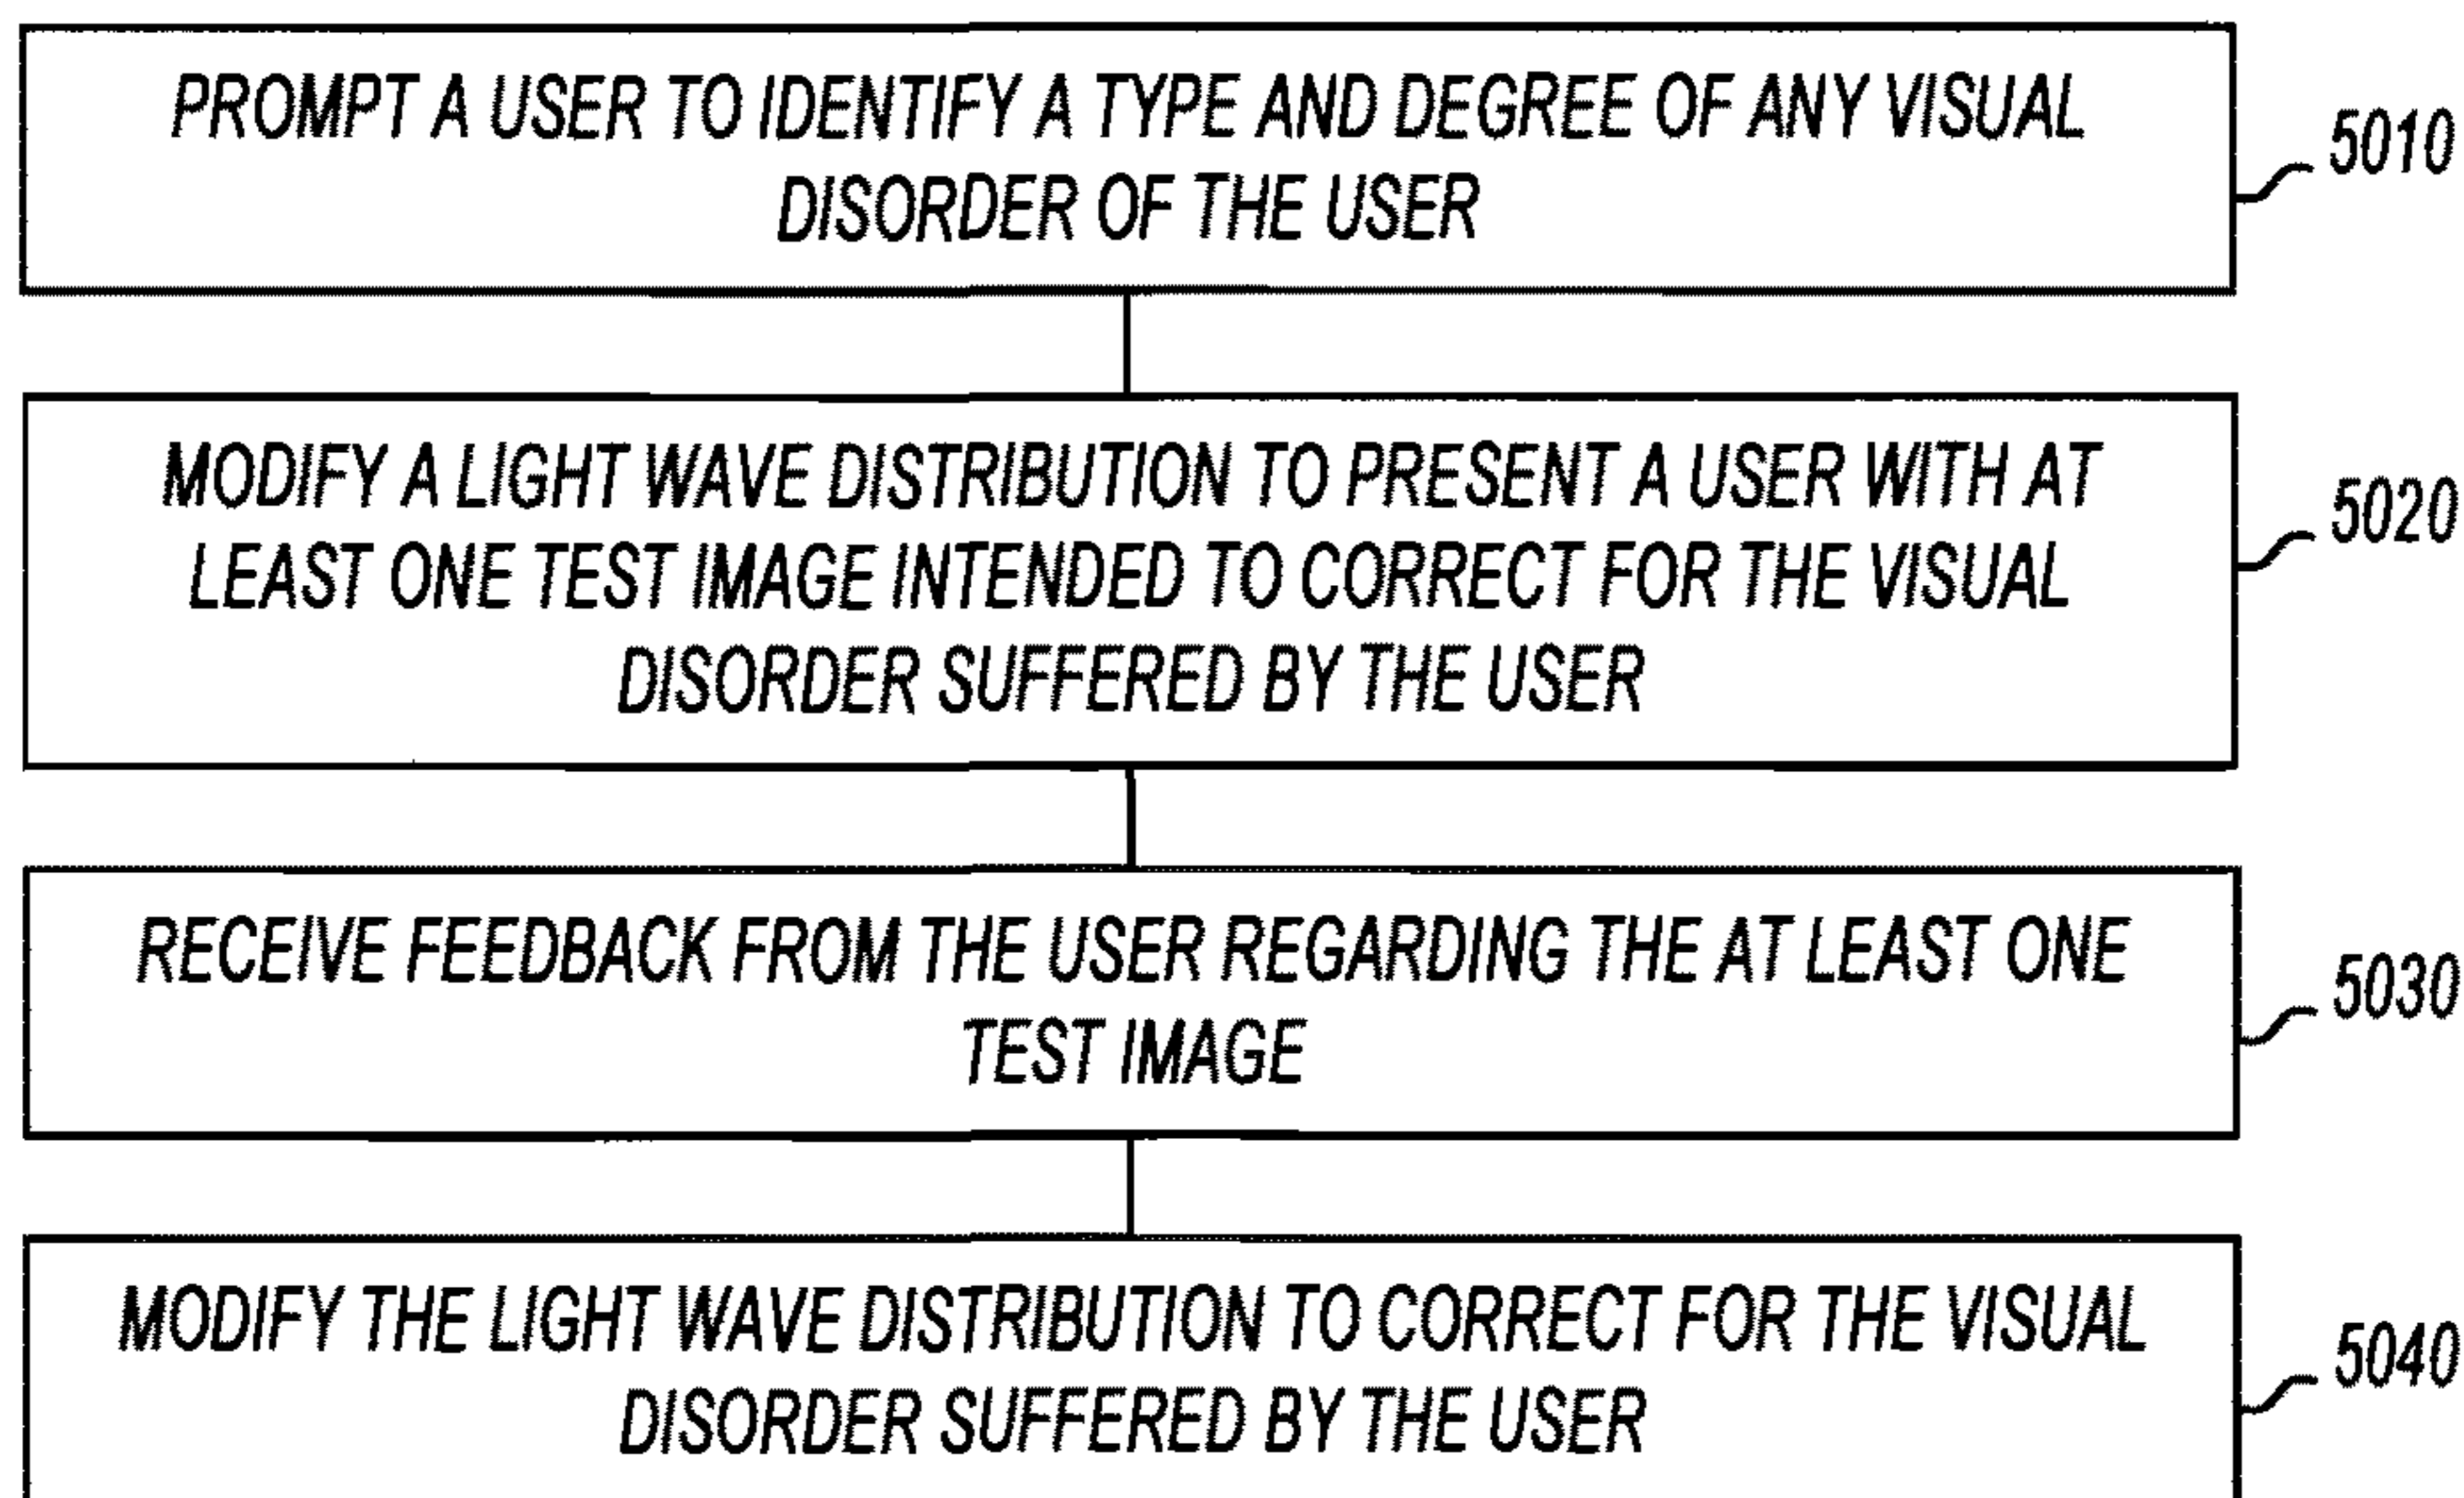 PROMPT A USER TO IDENTIFY A TYPE AND DEGREE OF ANY VISUAL
DISORDER OF THE USER
5010
MODIFY A LIGHT WAVE DISTRIBUTION TO PRESENT A USER WITH AT
LEAST ONE TEST IMAGE INTENDED TO CORRECT FOR THE VISUAL
DISORDER SUFFERED BY THE USER
5020
RECEIVE FEEDBACK FROM THE USER REGARDING THE AT LEAST ONE
TEST IMAGE
5030
MODIFY THE LIGHT WAVE DISTRIBUTION TO CORRECT FOR THE VISUAL
DISORDER SUFFERED BY THE USER
5040